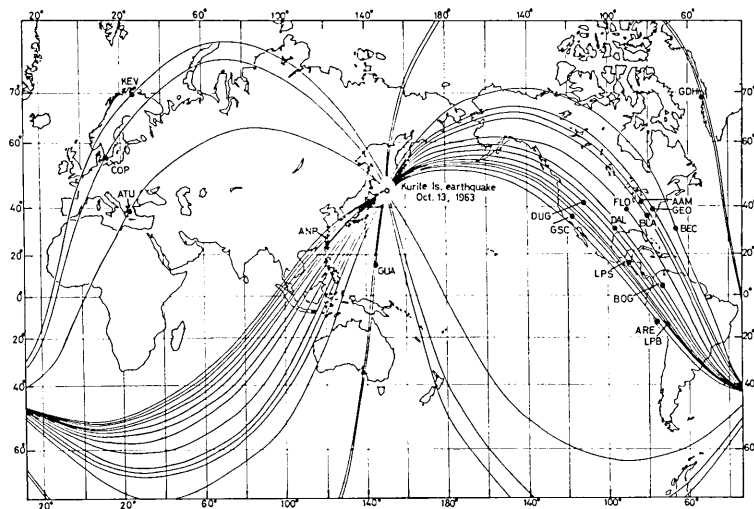 20° 20° 60° 100° 140° 180° 140° 100° 60°
KEV
GDH
70° 70°
60° 60°
COP
Kurile Is. earthquake
Oct. 13, 1963
ATU
DUG
GSC
FLO
DAL
BLA
AAM
GEO
BEC
40° 40°
ANP
20° 20°
GUA
LPS
BOG
0° 0°
ARE
LPB
20° 20°
40° 40°
60° 60°
20° 20° 60° 100° 140° 180° 140° 100° 60°